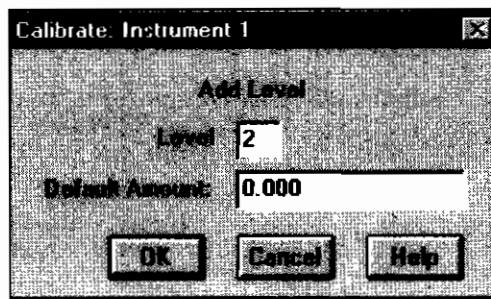 Calibrate: Instrument 1
Add Level
Level 2
Default Amount: 0.000
OK Cancel Help